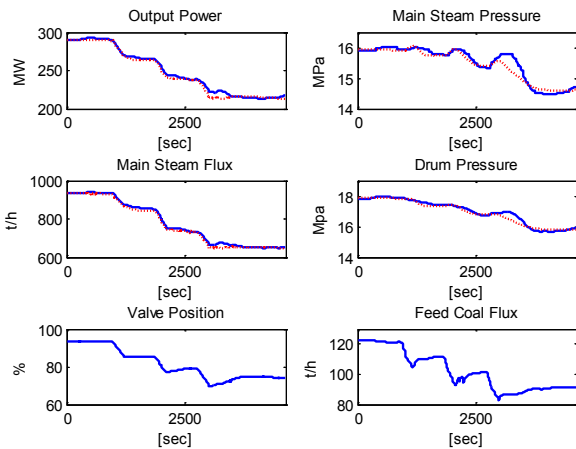 Output Power
300
250
200
MW
0
2500
[sec]
Main Steam Pressure
16
15
14
MPa
0
2500
[sec]
Main Steam Flux
1000
800
600
t/h
0
2500
[sec]
Drum Pressure
18
16
14
Mpa
0
2500
[sec]
Valve Position
100
80
60
%
0
2500
[sec]
Feed Coal Flux
120
100
80
t/h
0
2500
[sec]